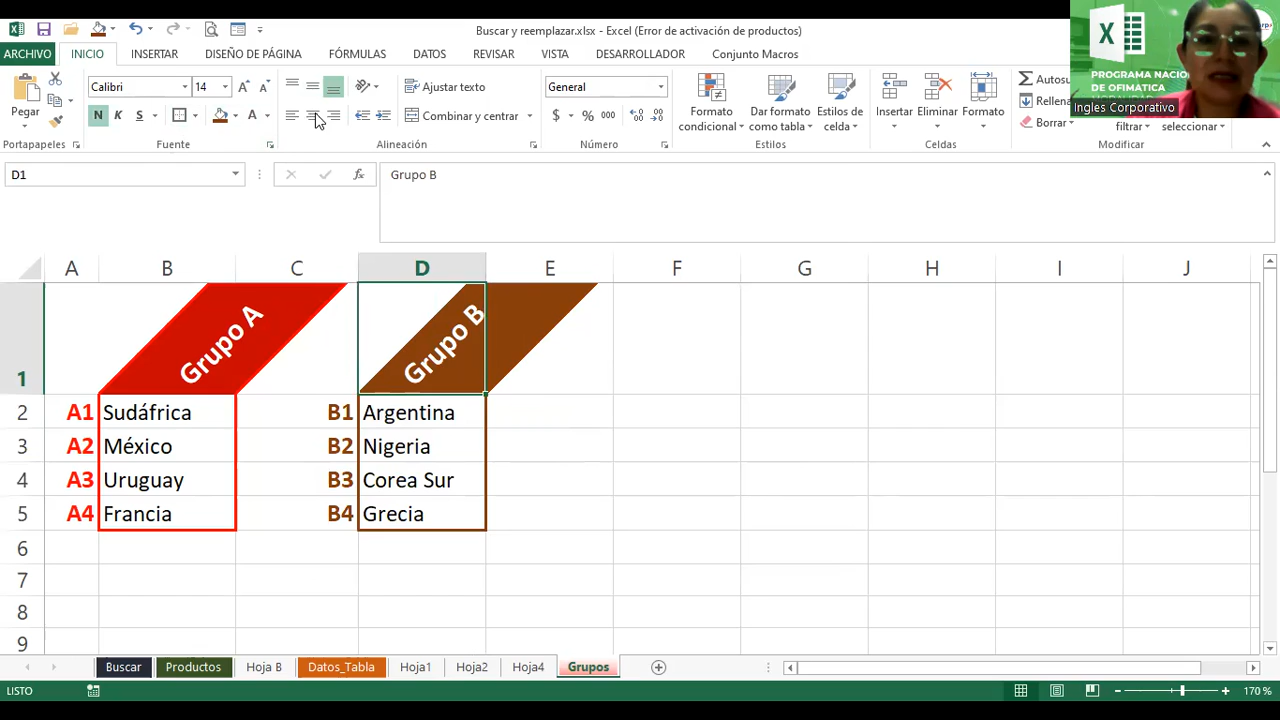 Buscar y reemplazar.xlsx - Excel (Error de activación de productos)
ARCHIVO INICIO INSERTAR DISEÑO DE PÁGINA FÓRMULAS DATOS REVISAR VISTA DESARROLLADOR Conjunto Macros
PROGRAMA NACIO
DE OFIMATICA
Ingles Corporativo
Pegar
Calibri 14
N K S
Ajustar texto
Combinar y centrar
General
$ % 000
Formato condicional
Dar formato como tabla
Estilos de celda
Insertar
Eliminar
Formato
Autosu
Rellena
Borrar
filtrar
seleccionar
Portapapeles Fuente Alineación Número Estilos Celdas Modificar
D1 fx Grupo B
A B C D E F G H I J
1 Grupo A Grupo B
2 A1 Sudáfrica B1 Argentina
3 A2 México B2 Nigeria
4 A3 Uruguay B3 Corea Sur
5 A4 Francia B4 Grecia
6
7
8
9
Buscar Productos Hoja B Datos_Tabla Hoja1 Hoja2 Hoja4 Grupos
LISTO 170 %